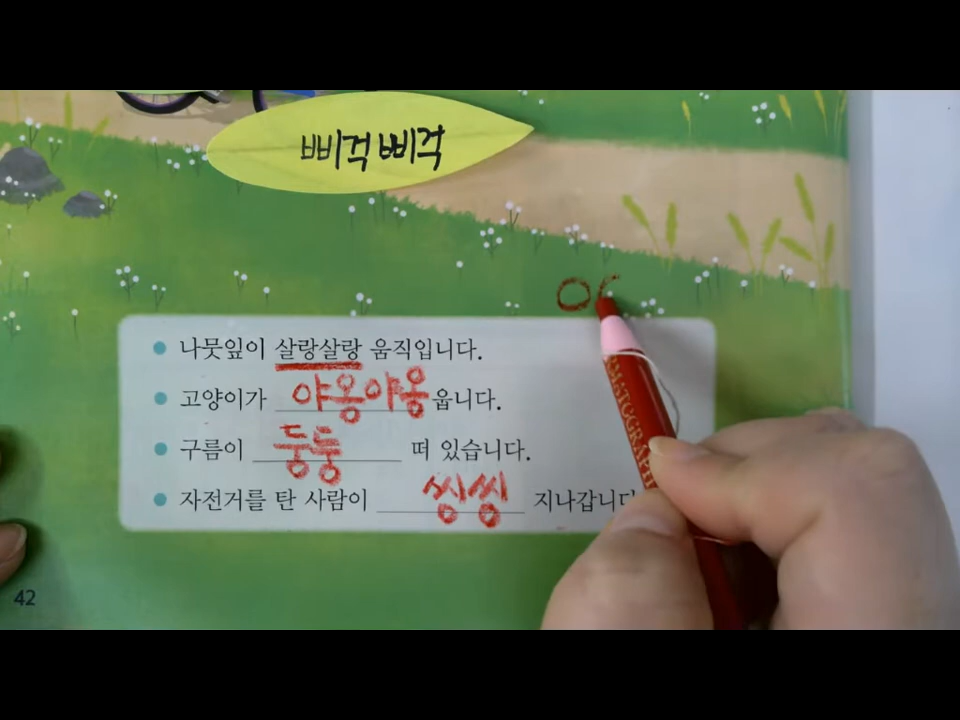 삐걱삐걱
나뭇잎이 살랑살랑 움직입니다.
고양이가 야옹야옹 웁니다.
구름이 둥둥 떠 있습니다.
자전거를 탄 사람이 씽씽 지나갑니다
42